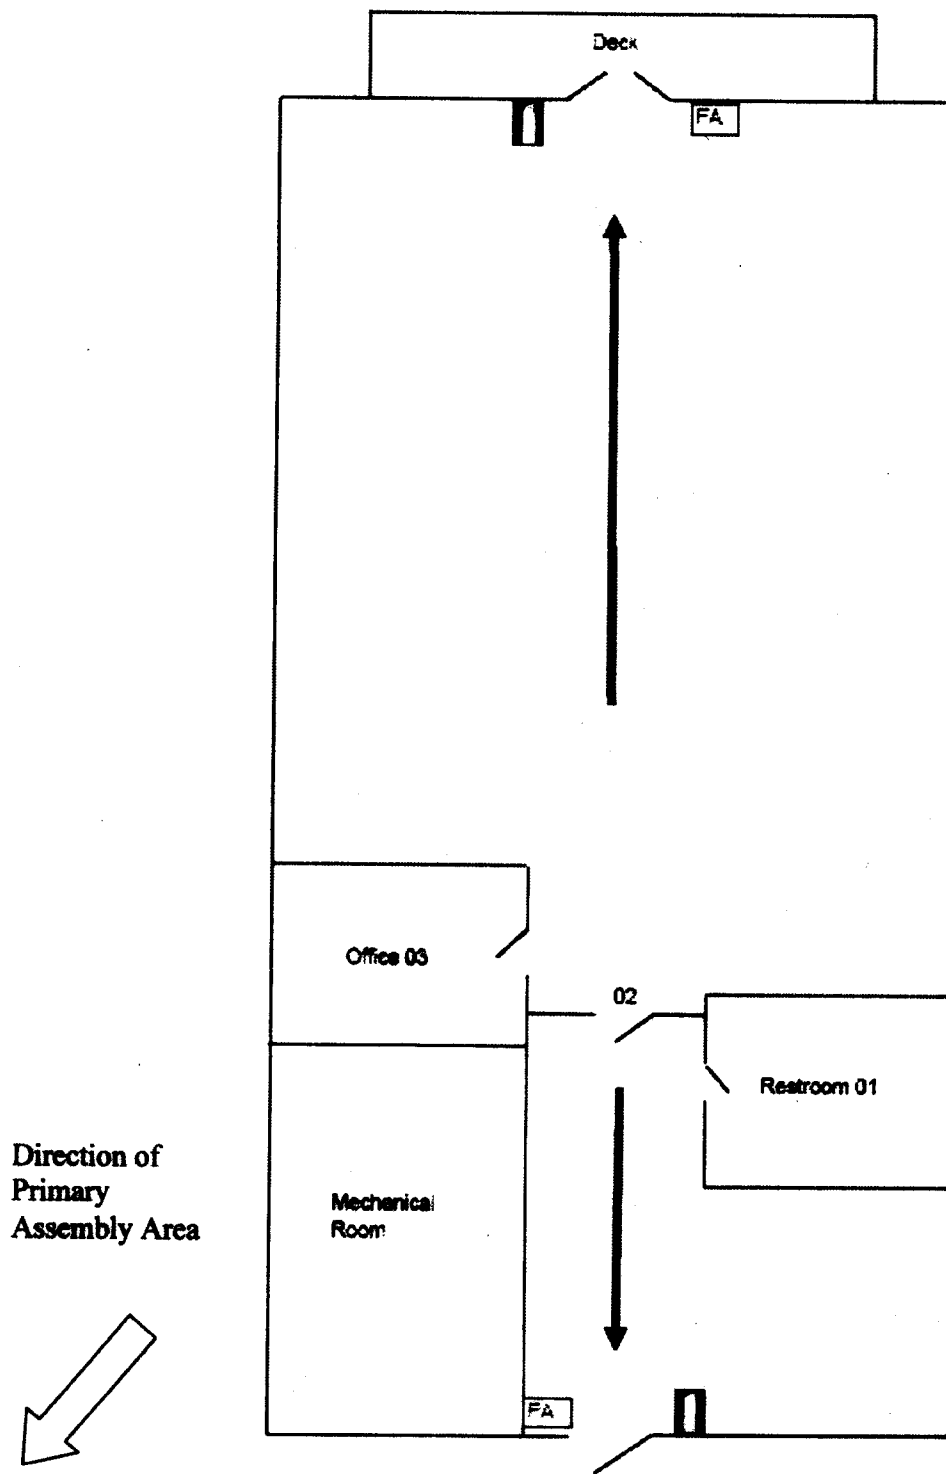 Deck
FA
Office 03
02
Restroom 01
Direction of
Primary
Assembly Area
Mechanical
Room
FA